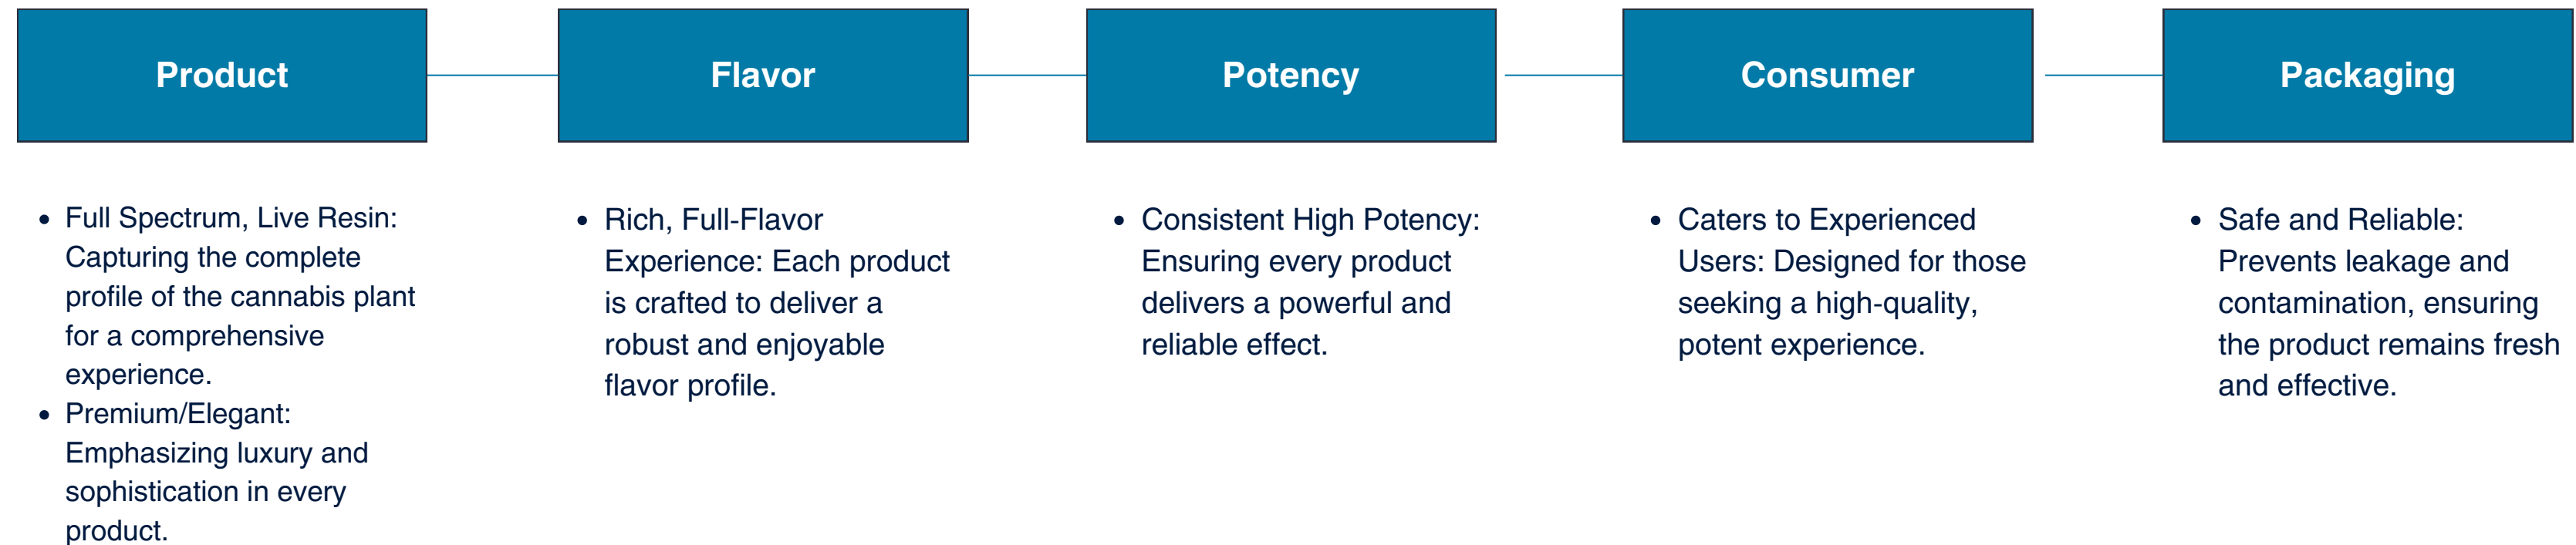 Product
Flavor
Potency
Consumer
Packaging
• Full Spectrum, Live Resin:
Capturing the complete
profile of the cannabis plant
for a comprehensive
experience.
• Premium/Elegant:
Emphasizing luxury and
sophistication in every
product.
• Rich, Full-Flavor
Experience: Each product
is crafted to deliver a
robust and enjoyable
flavor profile.
• Consistent High Potency:
Ensuring every product
delivers a powerful and
reliable effect.
• Caters to Experienced
Users: Designed for those
seeking a high-quality,
potent experience.
• Safe and Reliable:
Prevents leakage and
contamination, ensuring
the product remains fresh
and effective.